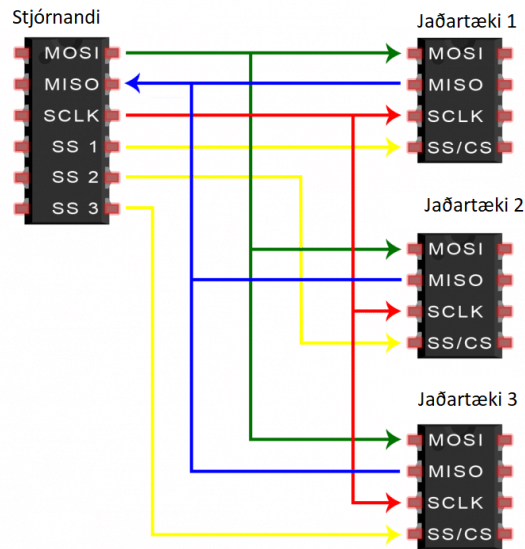 Stjórnandi
MOSI
MISO
SCLK
SS 1
SS 2
SS 3
Jaðartæki 1
MOSI
MISO
SCLK
SS/CS
Jaðartæki 2
MOSI
MISO
SCLK
SS/CS
Jaðartæki 3
MOSI
MISO
SCLK
SS/CS